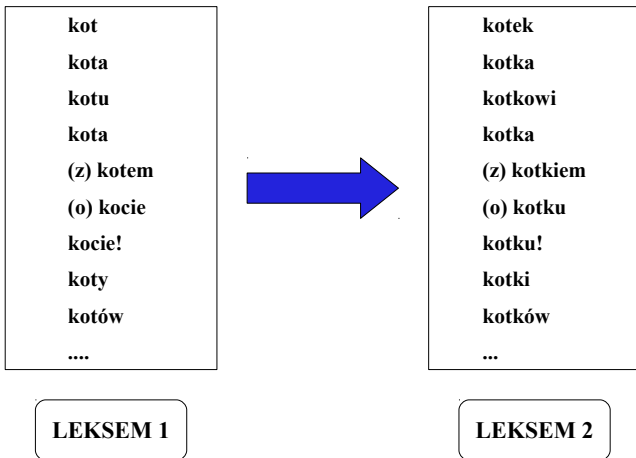 kot
kota
kotu
kota
(z) kotem
(o) kocie
kocie!
koty
kotów
....
LEKSEM 1
kotek
kotka
kotkowi
kotka
(z) kotkiem
(o) kotku
kotku!
kotki
kotków
...
LEKSEM 2